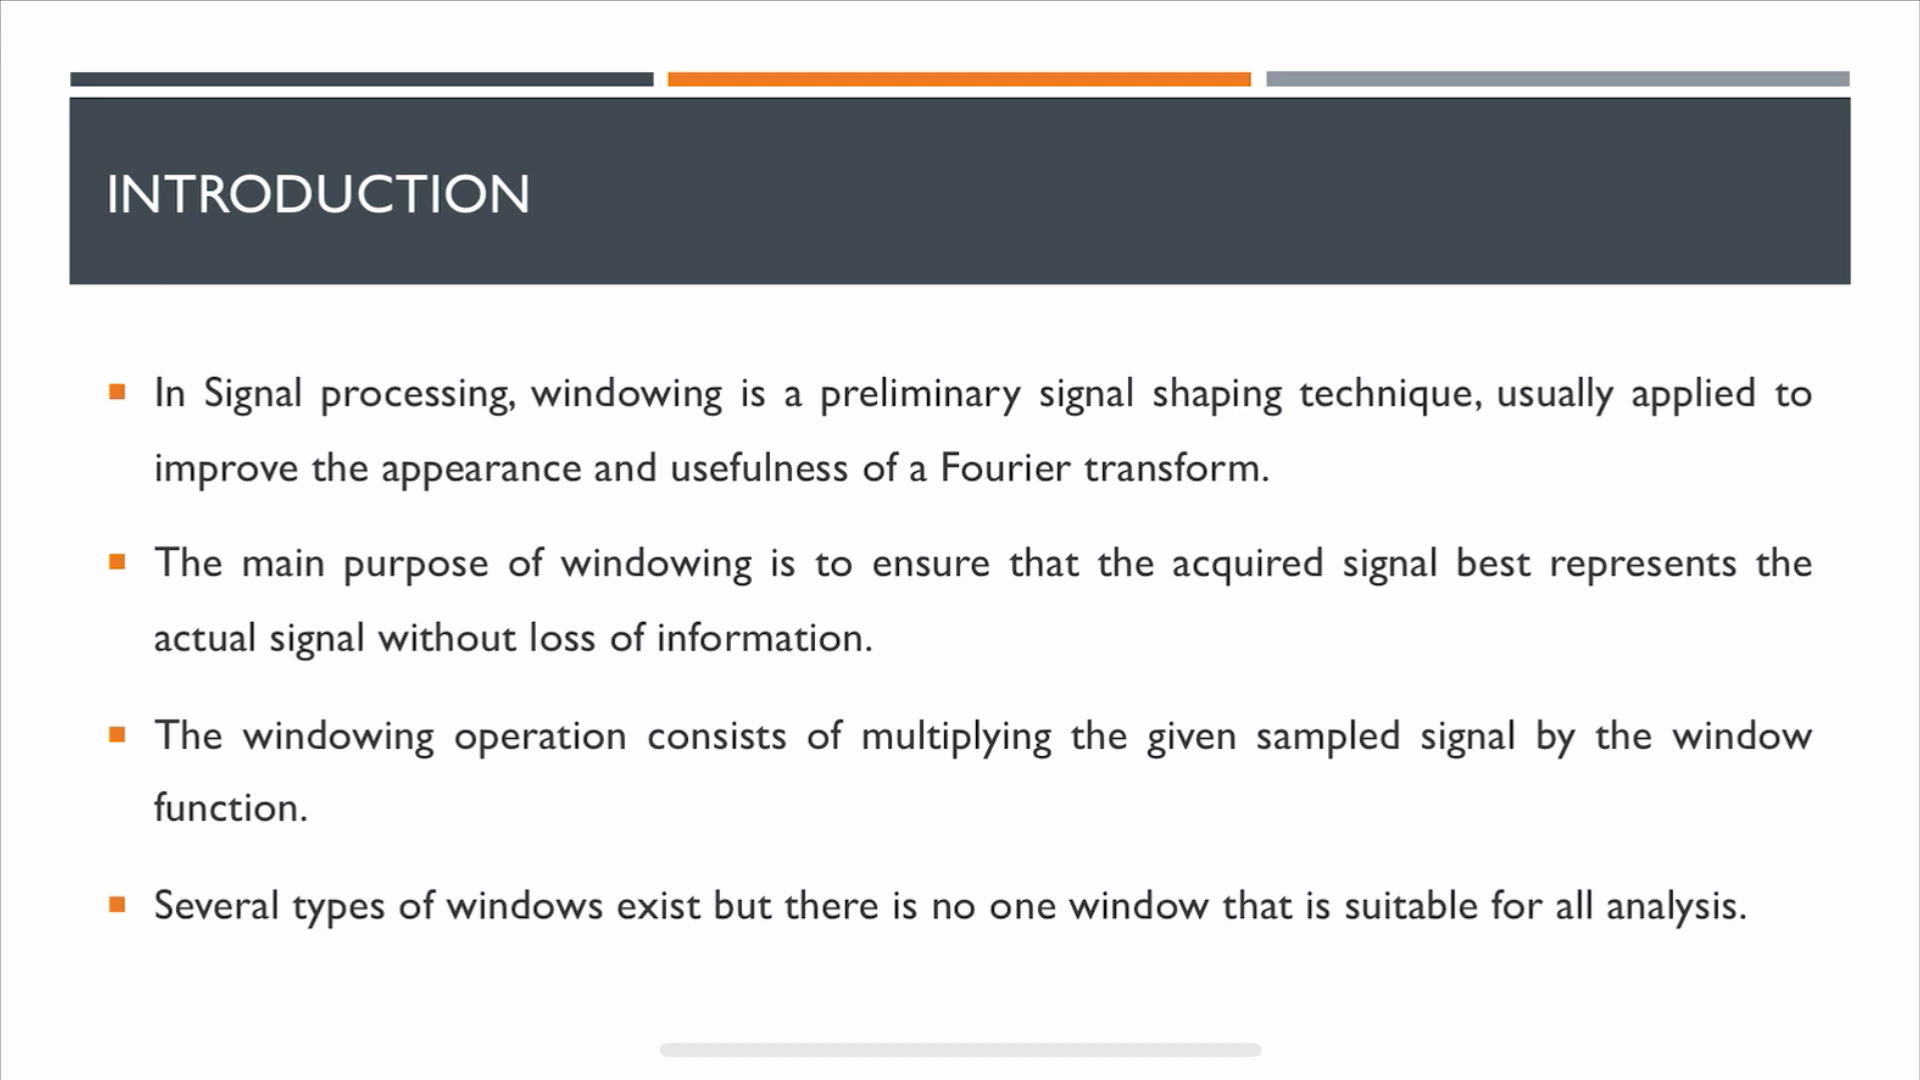 INTRODUCTION
In Signal processing, windowing is a preliminary signal shaping technique, usually applied to
improve the appearance and usefulness of a Fourier transform.
The main purpose of windowing is to ensure that the acquired signal best represents the
actual signal without loss of information.
The windowing operation consists of multiplying the given sampled signal by the window
function.
Several types of windows exist but there is no one window that is suitable for all analysis.